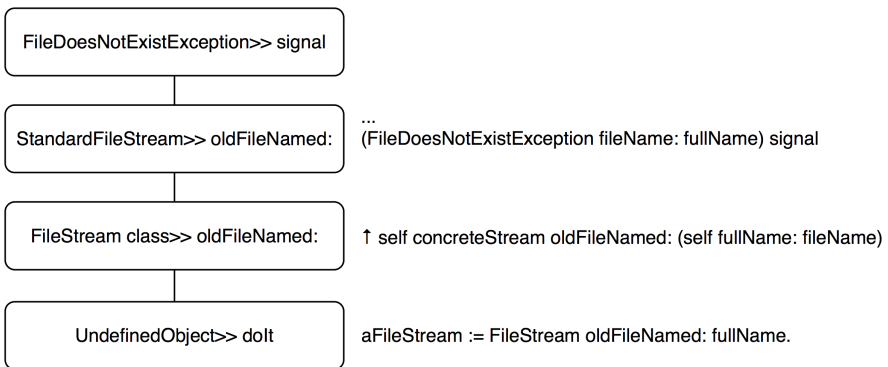 FileDoesNotExistException>> signal
...
StandardFileStream>> oldFileNamed:
(FileDoesNotExistException fileName: fullName) signal
FileStream class>> oldFileNamed:
↑ self concreteStream oldFileNamed: (self fullName: fileName)
UndefinedObject>> doIt
aFileStream := FileStream oldFileNamed: fullName.